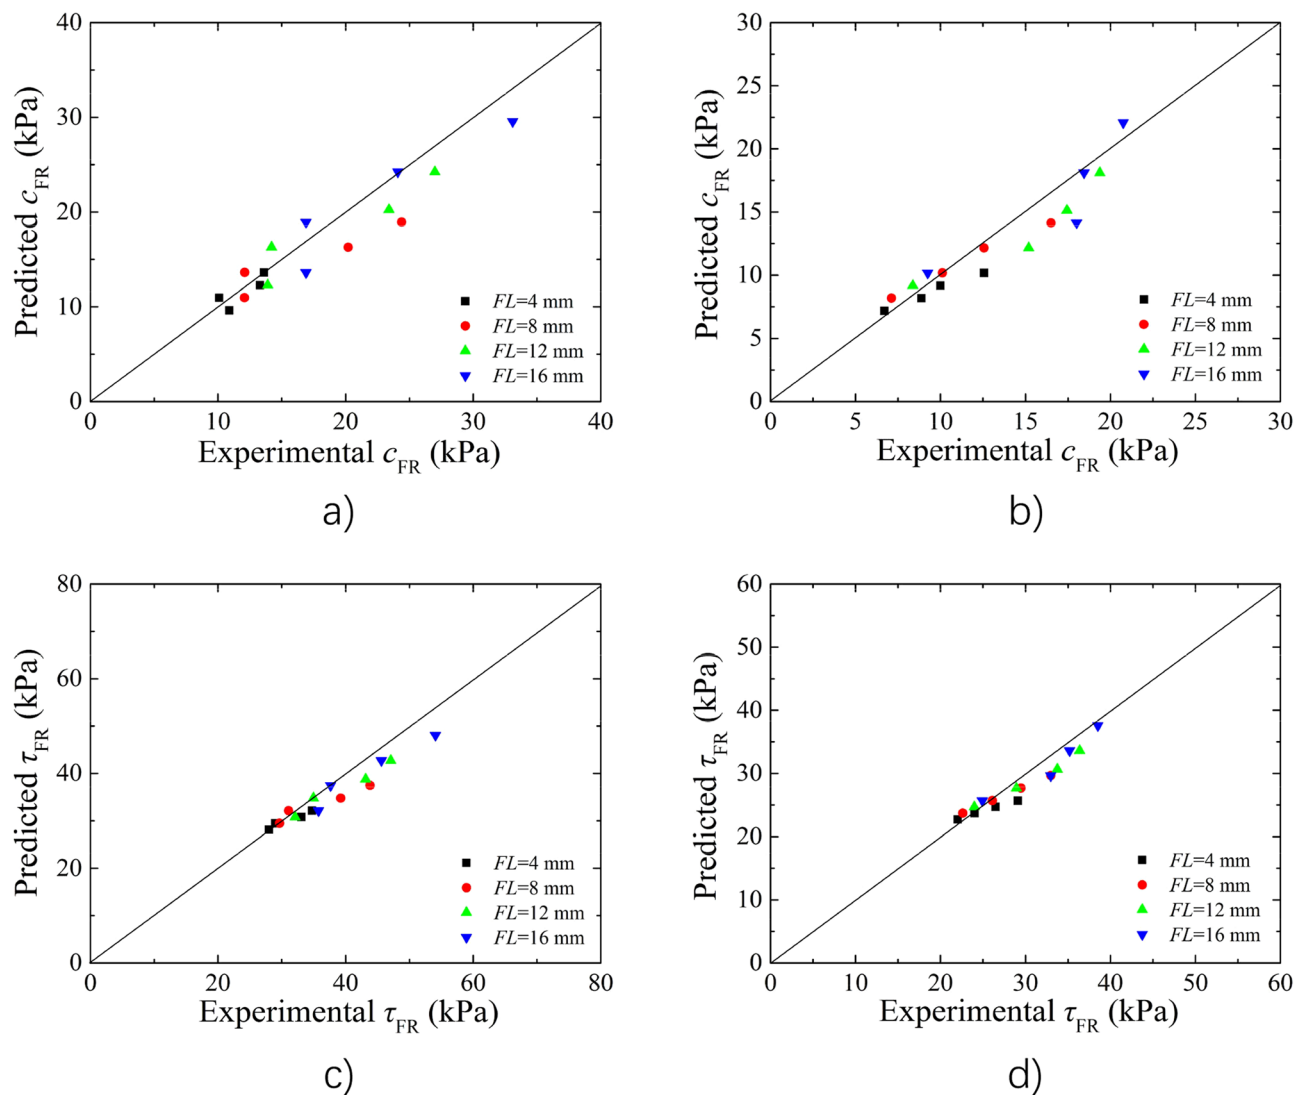 40
30
20
10
0
Predicted cFR (kPa)
FL=4 mm
FL=8 mm
FL=12 mm
FL=16 mm
0 10 20 30 40
Experimental cFR (kPa)
a)
30
25
20
15
10
5
0
Predicted cFR (kPa)
FL=4 mm
FL=8 mm
FL=12 mm
FL=16 mm
0 5 10 15 20 25 30
Experimental cFR (kPa)
b)
80
60
40
20
0
Predicted τFR (kPa)
FL=4 mm
FL=8 mm
FL=12 mm
FL=16 mm
0 20 40 60 80
Experimental τFR (kPa)
c)
60
50
40
30
20
10
0
Predicted τFR (kPa)
FL=4 mm
FL=8 mm
FL=12 mm
FL=16 mm
0 10 20 30 40 50 60
Experimental τFR (kPa)
d)